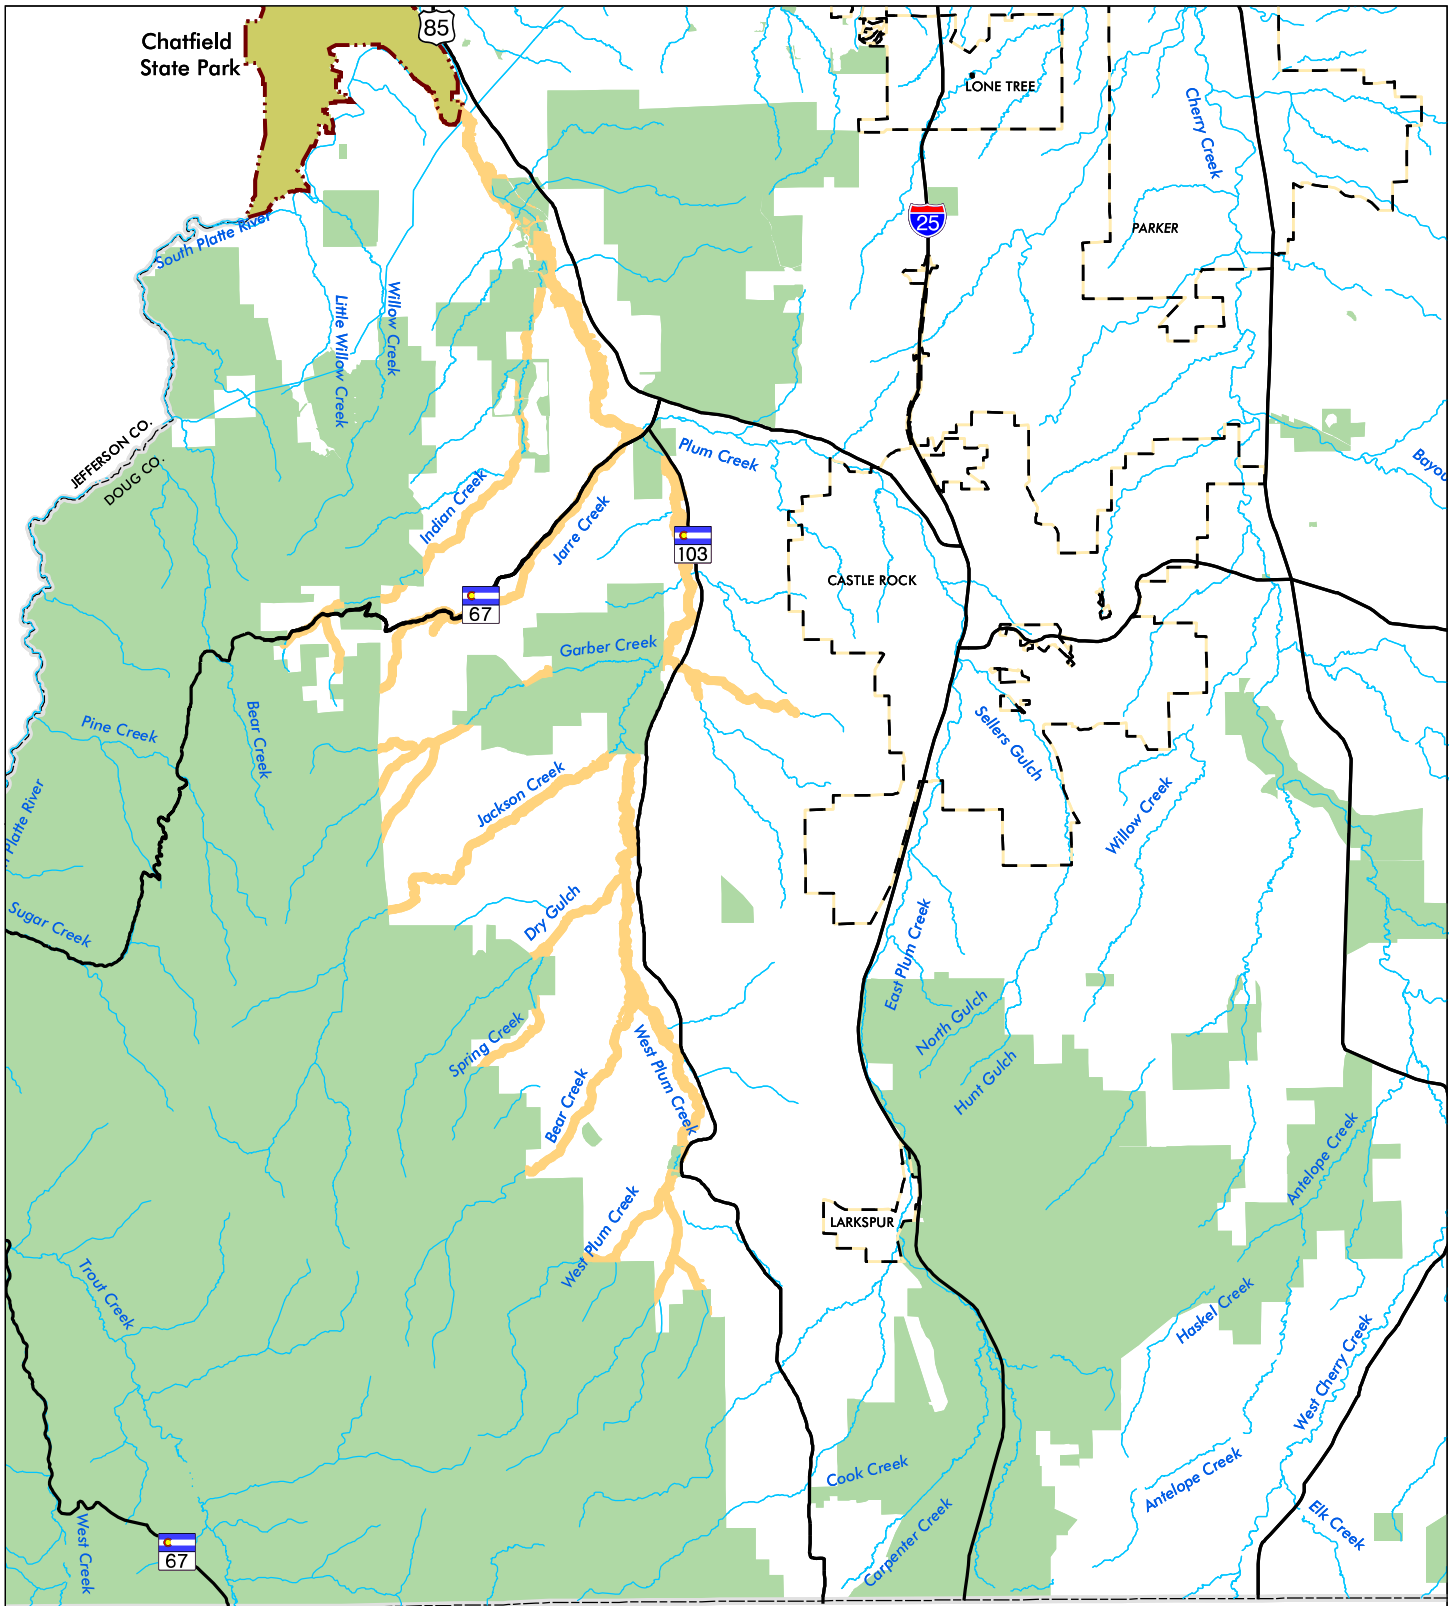 85
Chatfield
State Park
LONE TREE
Cherry Creek
25
PARKER
South Platte River
Little Willow Creek
Willow Creek
JEFFERSON CO.
DOUG CO.
Plum Creek
Indian Creek
Jarre Creek
103
67
CASTLE ROCK
Garber Creek
Pine Creek
Bear Creek
Sellers Gulch
Willow Creek
Jackson Creek
Platte River
Sugar Creek
Dry Gulch
East Plum Creek
North Gulch
Hunt Gulch
Spring Creek
West Plum Creek
Bear Creek
Antelope Creek
West Plum Creek
LARKSPUR
Trout Creek
Haskel Creek
West Cherry Creek
Cook Creek
Antelope Creek
Carpenter Creek
Elk Creek
West Creek
67